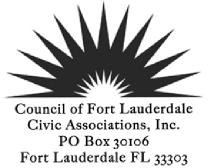 Council of Fort Lauderdale
Civic Associations, Inc.
PO Box 30106
Fort Lauderdale FL 33303